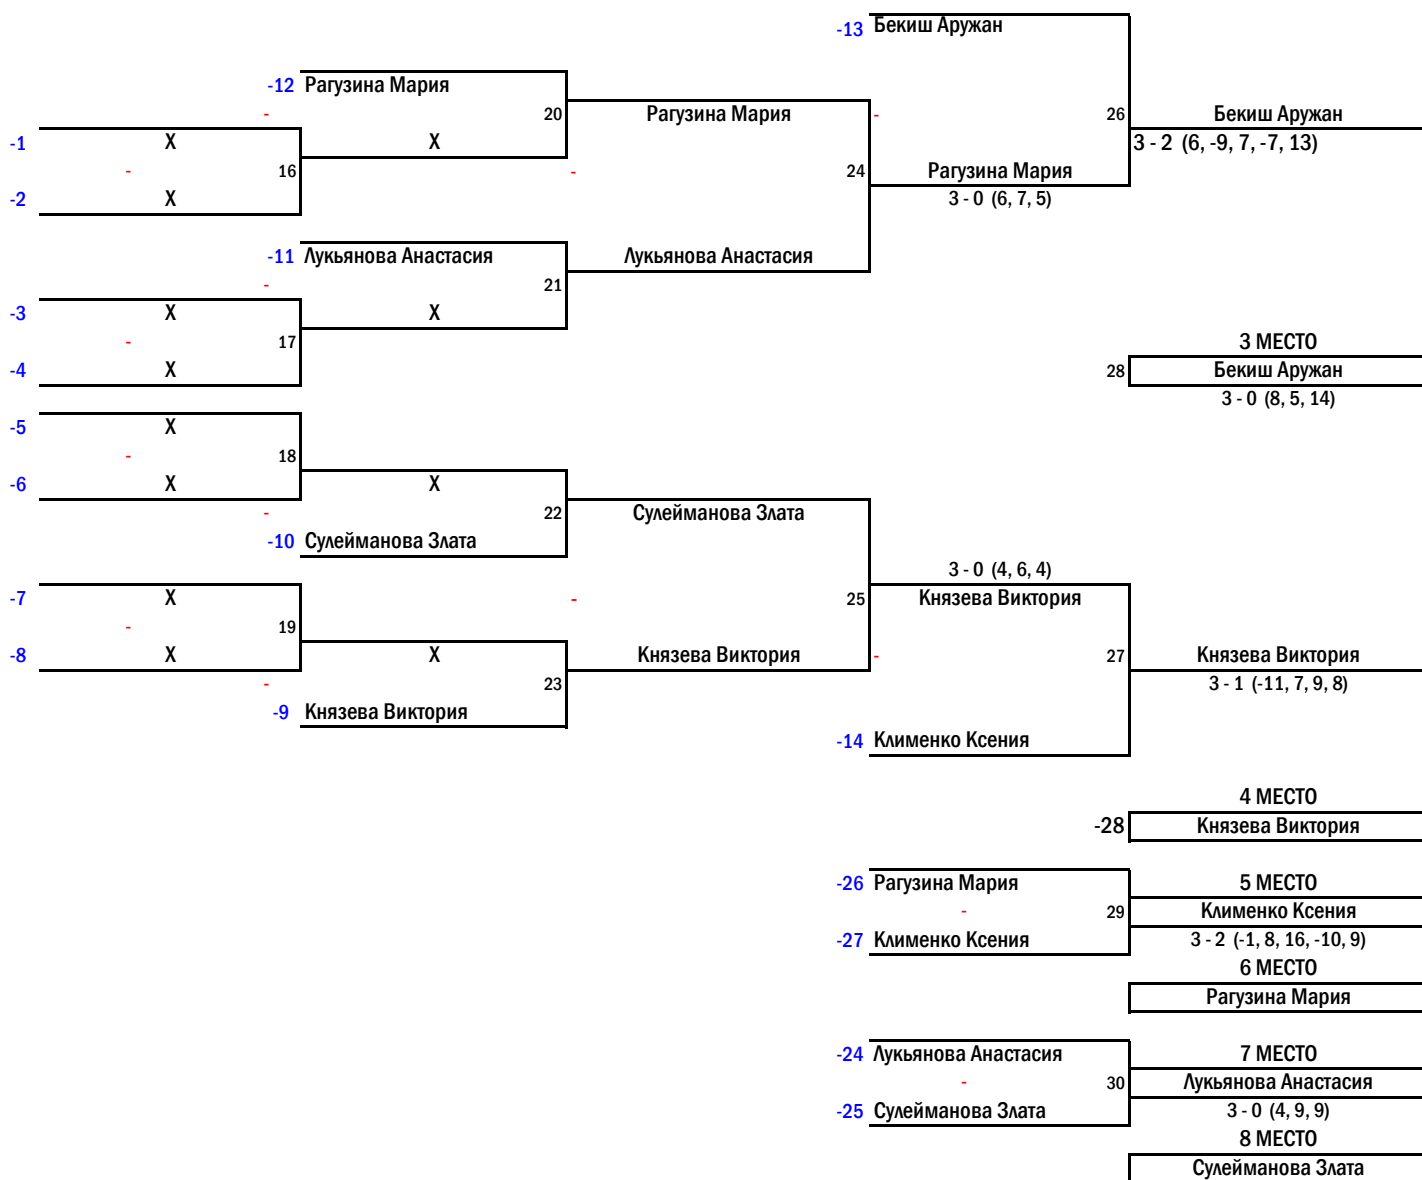 -13 Бекиш Аружан
-12 Рагузина Мария
-
20
Рагузина Мария
-
26
Бекиш Аружан
-1
X
X
3 - 2 (6, -9, 7, -7, 13)
-
16
-
24
Рагузина Мария
-2
X
3 - 0 (6, 7, 5)
-11 Лукьянова Анастасия
Лукьянова Анастасия
-
21
-3
X
X
-
17
3 МЕСТО
-4
X
28
Бекиш Аружан
3 - 0 (8, 5, 14)
-5
X
-
18
-6
X
X
-
22
Сулейманова Злата
-10 Сулейманова Злата
3 - 0 (4, 6, 4)
-7
X
-
25
Князева Виктория
-
19
-8
X
X
Князева Виктория
-
27
Князева Виктория
-
23
3 - 1 (-11, 7, 9, 8)
-9 Князева Виктория
-14 Клименко Ксения
4 МЕСТО
-28
Князева Виктория
-26 Рагузина Мария
5 МЕСТО
-
29
Клименко Ксения
-27 Клименко Ксения
3 - 2 (-1, 8, 16, -10, 9)
6 МЕСТО
Рагузина Мария
-24 Лукьянова Анастасия
7 МЕСТО
-
30
Лукьянова Анастасия
-25 Сулейманова Злата
3 - 0 (4, 9, 9)
8 МЕСТО
Сулейманова Злата